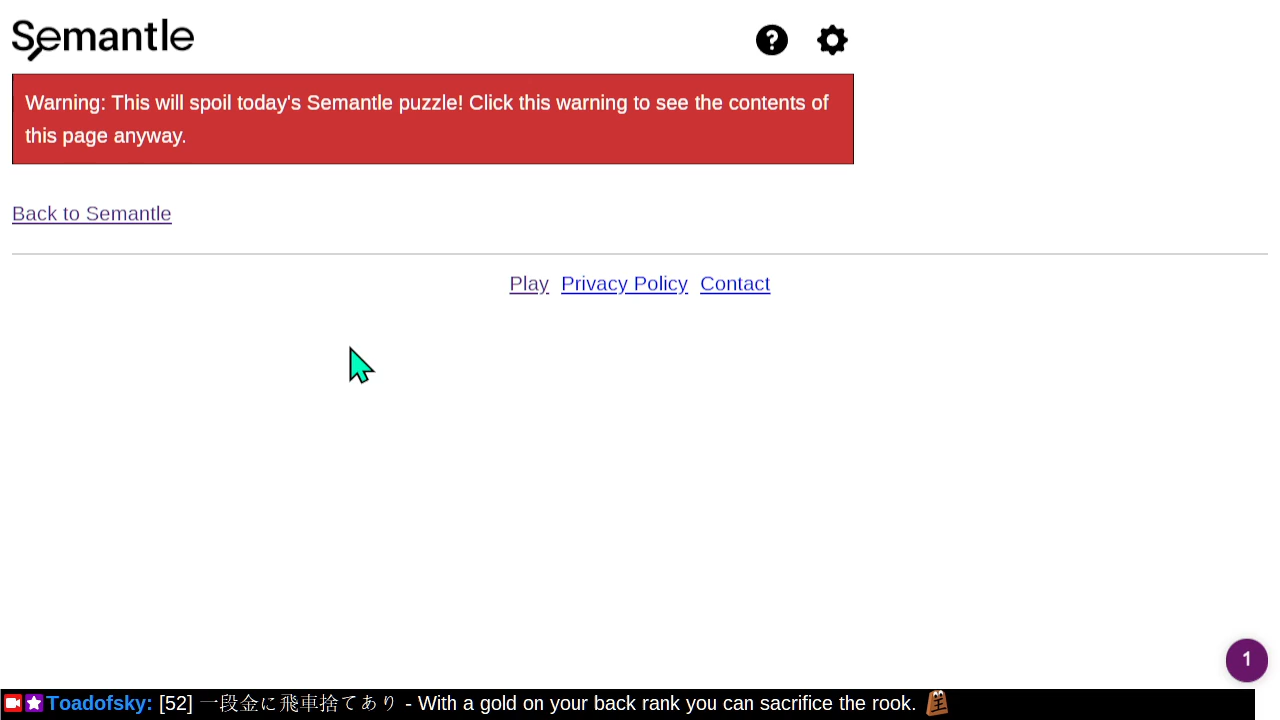 Semantle
Warning: This will spoil today's Semantle puzzle! Click this warning to see the contents of
this page anyway.
Back to Semantle
Play Privacy Policy Contact
1
Toadofsky: [52] 一段金に飛車捨てあり - With a gold on your back rank you can sacrifice the rook.